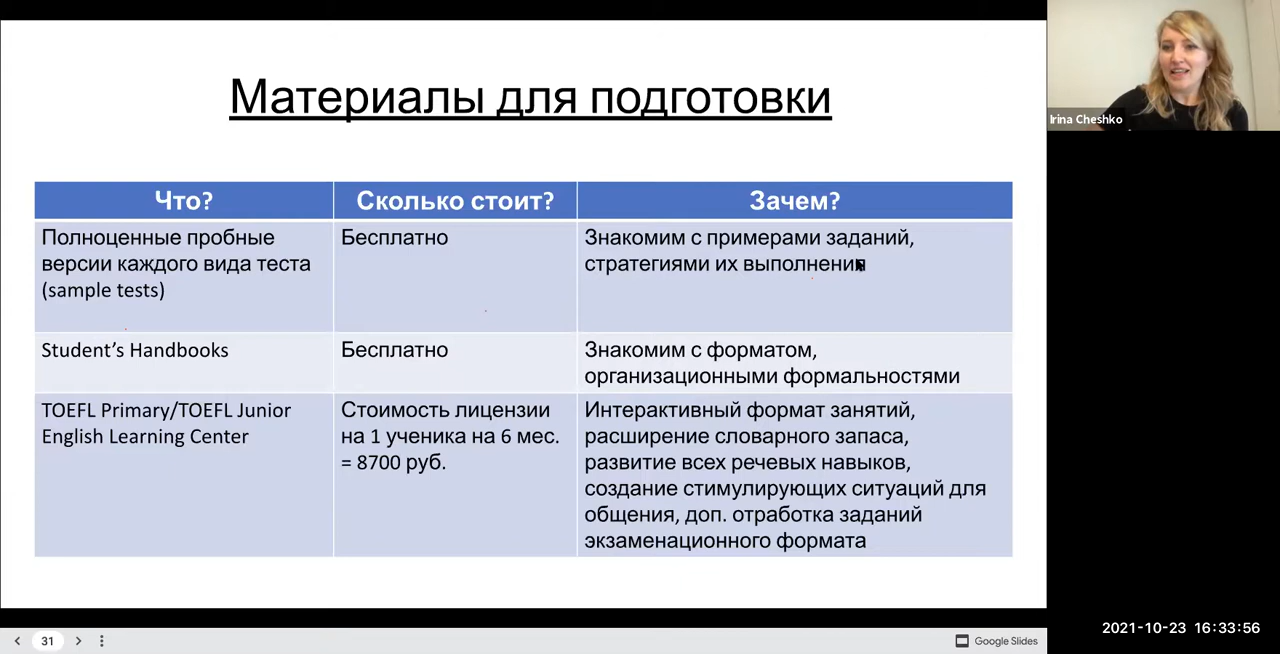 Материалы для подготовки
Irina Cheshko
Что?
Сколько стоит?
Зачем?
Полноценные пробные
версии каждого вида теста
(sample tests)
Бесплатно
Знакомим с примерами заданий,
стратегиями их выполнения
Student’s Handbooks
Бесплатно
Знакомим с форматом,
организационными формальностями
TOEFL Primary/TOEFL Junior
English Learning Center
Стоимость лицензии
на 1 ученика на 6 мес.
= 8700 руб.
Интерактивный формат занятий,
расширение словарного запаса,
развитие всех речевых навыков,
создание стимулирующих ситуаций для
общения, доп. отработка заданий
экзаменационного формата
31
Google Slides
2021-10-23 16:33:56